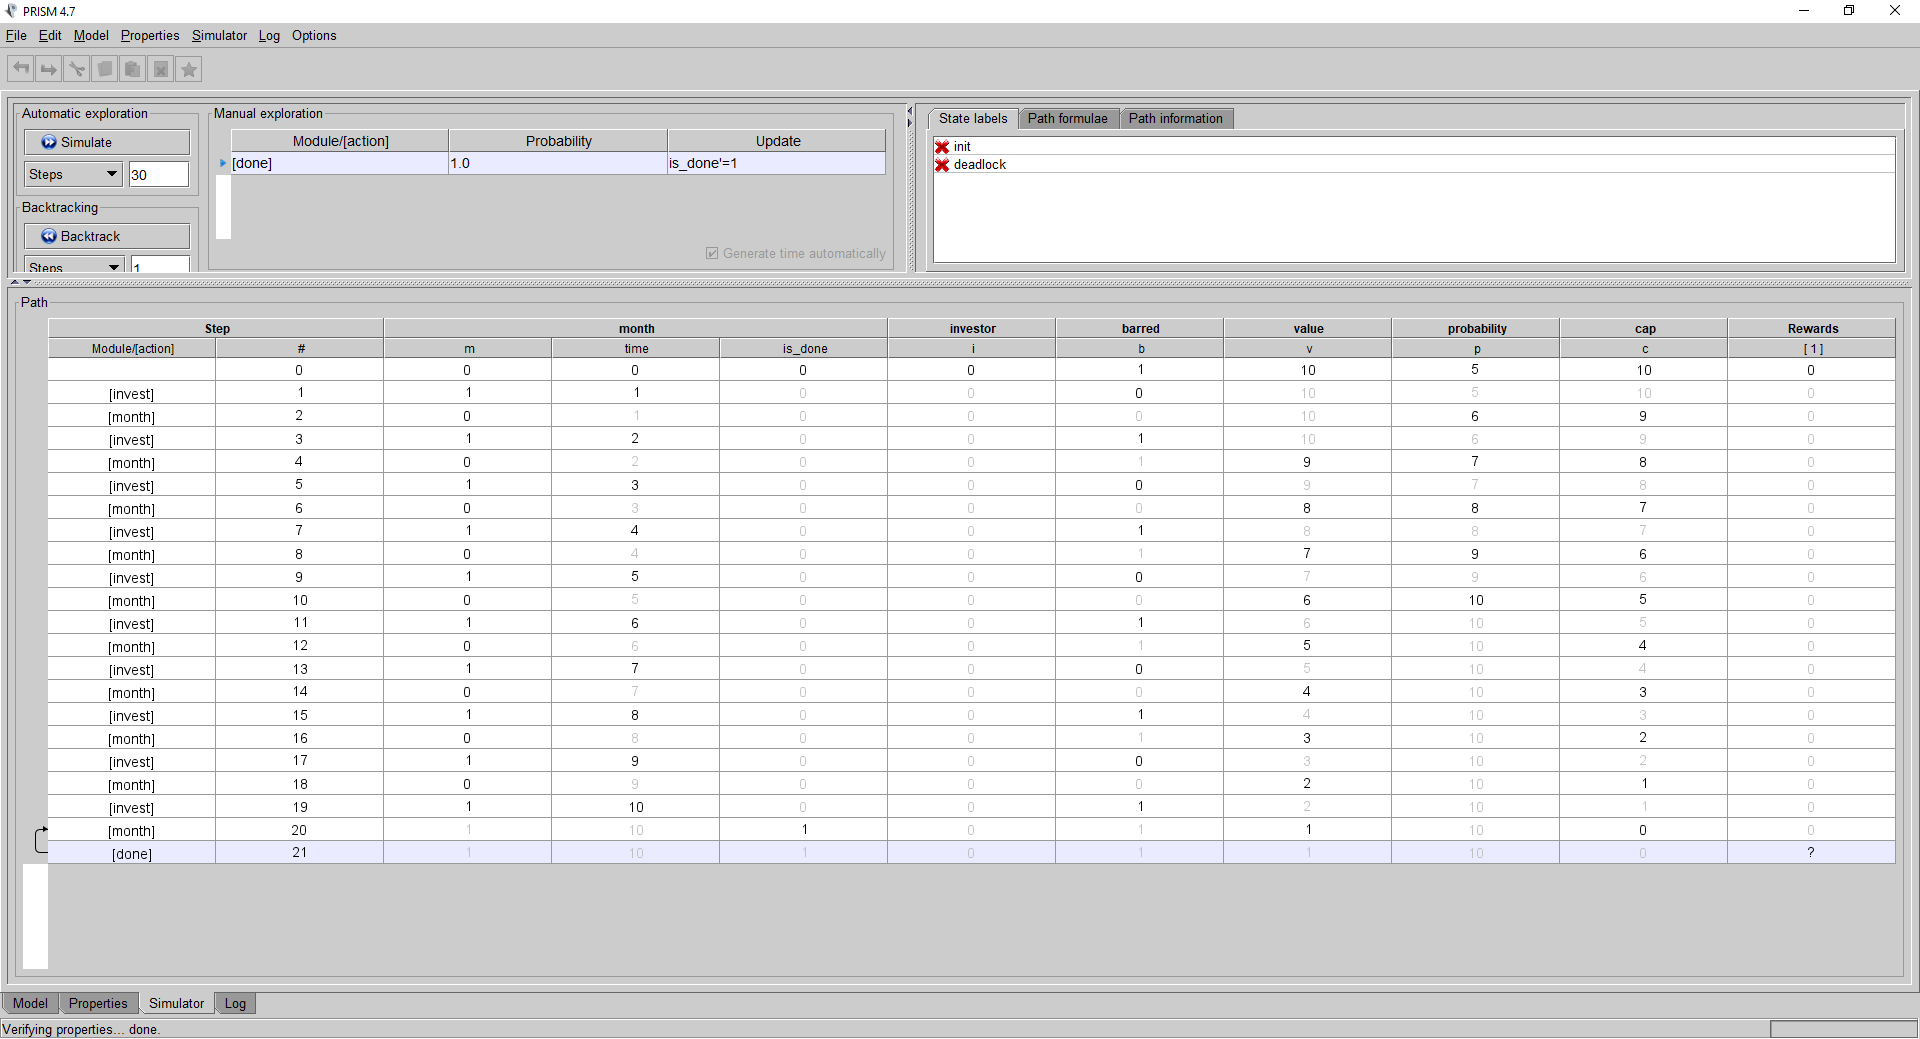 PRISM 4.7
File Edit Model Properties Simulator Log Options
Automatic exploration
Simulate
Steps 30
Backtracking
Backtrack
Steps 1
Manual exploration
Module/[action] Probability Update
[done] 1.0 is_done'=1
Generate time automatically
State labels Path formulae Path information
init
deadlock
Path
Step month investor barred value probability cap Rewards
Module/[action] # m time is_done i b v p c [ 1 ]
0 0 0 0 0 1 10 5 10 0
[invest] 1 1 1 0 0 0 10 5 10 0
[month] 2 0 1 0 0 0 10 6 9 0
[invest] 3 1 2 0 0 1 10 6 9 0
[month] 4 0 2 0 0 1 9 7 8 0
[invest] 5 1 3 0 0 0 9 7 8 0
[month] 6 0 3 0 0 0 8 8 7 0
[invest] 7 1 4 0 0 1 8 8 7 0
[month] 8 0 4 0 0 1 7 9 6 0
[invest] 9 1 5 0 0 0 7 9 6 0
[month] 10 0 5 0 0 0 6 10 5 0
[invest] 11 1 6 0 0 1 6 10 5 0
[month] 12 0 6 0 0 1 5 10 4 0
[invest] 13 1 7 0 0 0 5 10 4 0
[month] 14 0 7 0 0 0 4 10 3 0
[invest] 15 1 8 0 0 1 4 10 3 0
[month] 16 0 8 0 0 1 3 10 2 0
[invest] 17 1 9 0 0 0 3 10 2 0
[month] 18 0 9 0 0 0 2 10 1 0
[invest] 19 1 10 0 0 1 2 10 1 0
[month] 20 1 10 1 0 1 1 10 0 0
[done] 21 1 10 1 0 1 1 10 0 ?
Model Properties Simulator Log
Verifying properties... done.